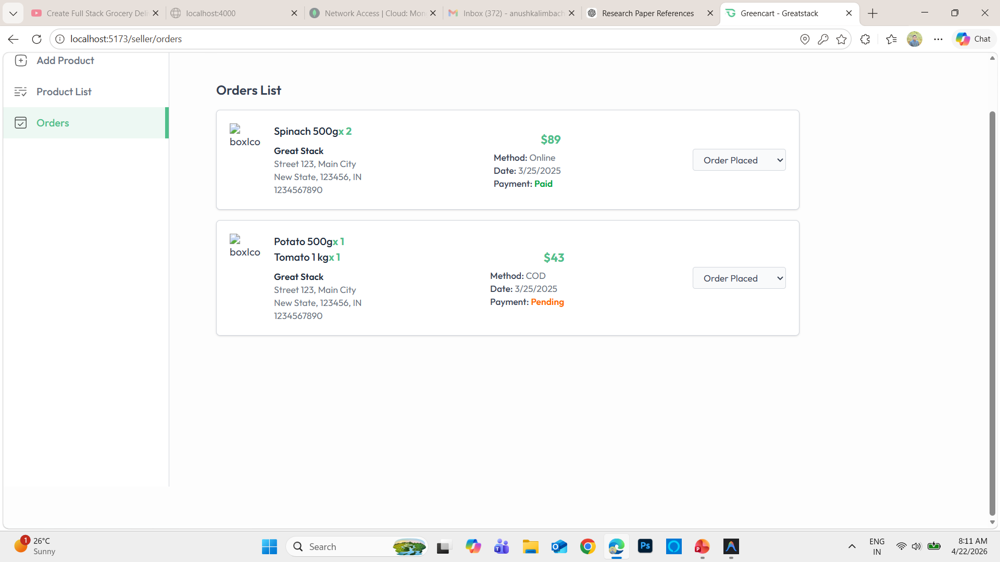 Create Full Stack Grocery Deli
localhost:4000
Network Access | Cloud: Mon
Inbox (372) - anushkalimbach
Research Paper References
Greencart - Greatstack
localhost:5173/seller/orders
Chat
Add Product
Product List
Orders
Orders List
boxIco
Spinach 500gx 2
Great Stack
Street 123, Main City
New State, 123456, IN
1234567890
$89
Method: Online
Date: 3/25/2025
Payment: Paid
Order Placed
boxIco
Potato 500gx 1
Tomato 1 kgx 1
Great Stack
Street 123, Main City
New State, 123456, IN
1234567890
$43
Method: COD
Date: 3/25/2025
Payment: Pending
Order Placed
1
26°C
Sunny
Search
Ps
ENG
IN
8:11 AM
4/22/2026